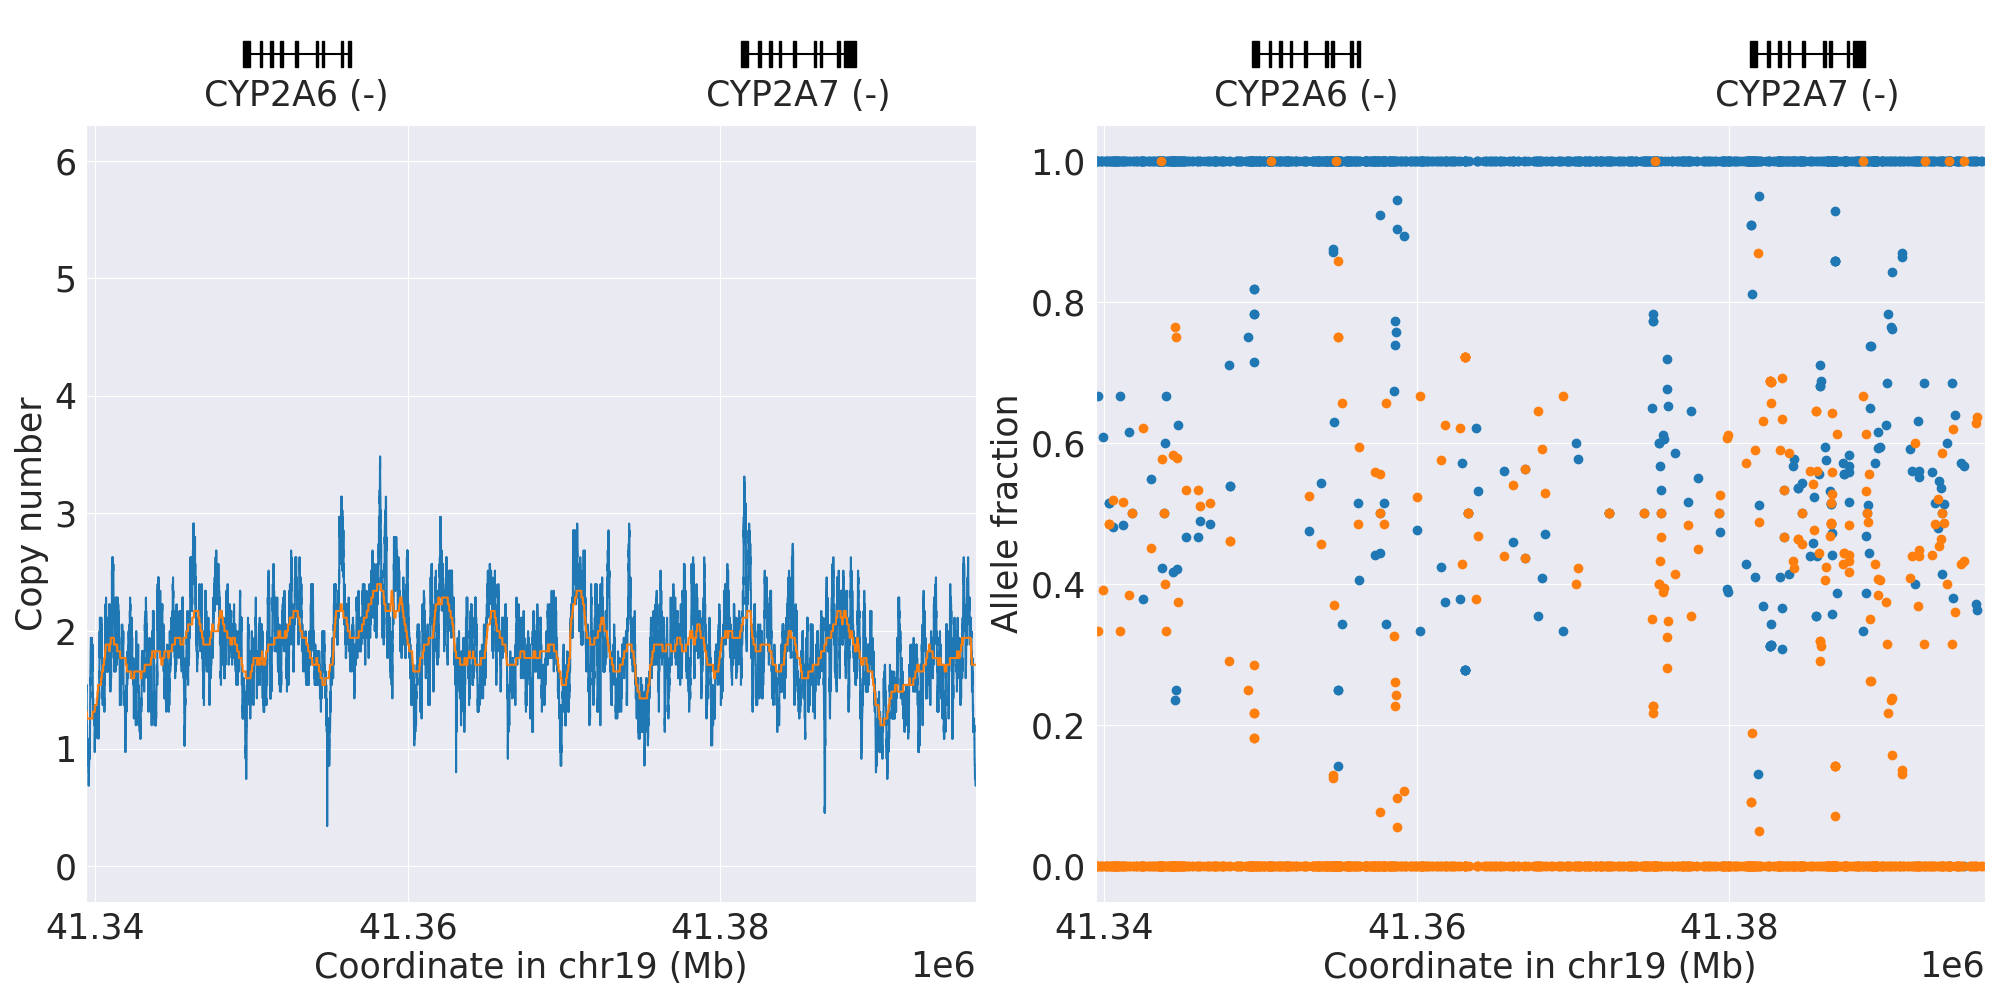 CYP2A6 (-) CYP2A7 (-)
6
5
4
3
2
1
0
Copy number
41.34 41.36 41.38
Coordinate in chr19 (Mb) 1e6
CYP2A6 (-) CYP2A7 (-)
1.0
0.8
0.6
0.4
0.2
0.0
Allele fraction
41.34 41.36 41.38
Coordinate in chr19 (Mb) 1e6